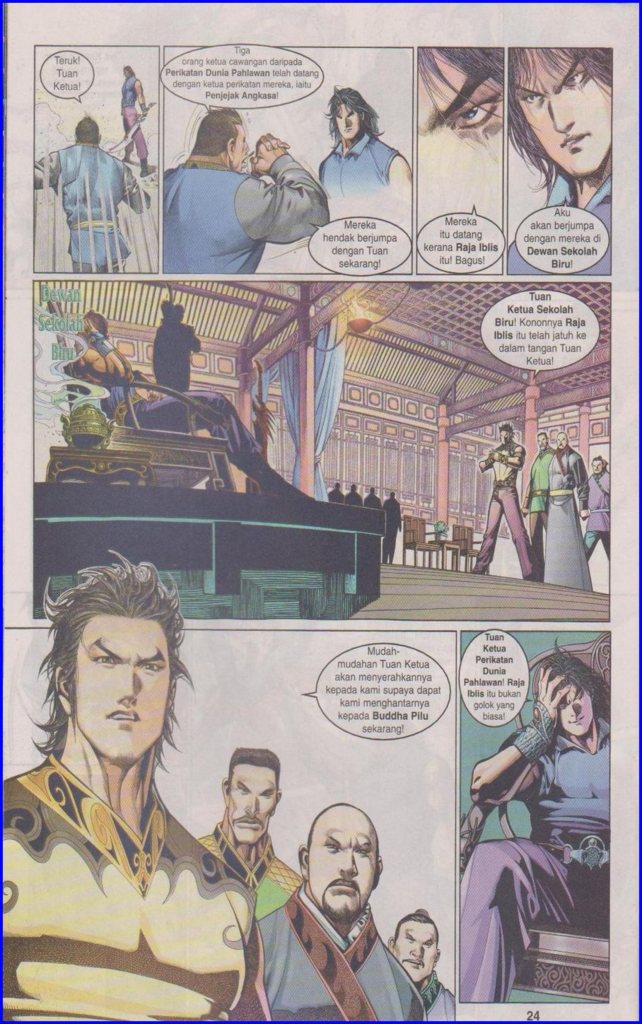 Teruk!
Tuan
Ketua!
Tiga
orang ketua cawangan daripada
Perikatan Dunia Pahlawan telah datang
dengan ketua perikatan mereka, iaitu
Penjejak Angkasa!
Mereka
hendak berjumpa
dengan Tuan
sekarang!
Mereka
itu datang
kerana Raja Iblis
itu! Bagus!
Aku
akan berjumpa
dengan mereka di
Dewan Sekolah
Biru!
Dewan
Sekolah
Biru
Tuan
Ketua Sekolah
Biru! Kononnya Raja
Iblis itu telah jatuh ke
dalam tangan Tuan
Ketua!
Mudah-
mudahan Tuan Ketua
akan menyerahkannya
kepada kami supaya dapat
kami menghantarnya
kepada Buddha Pilu
sekarang!
Tuan
Ketua
Perikatan
Dunia
Pahlawan! Raja
Iblis itu bukan
golok yang
biasa!
24